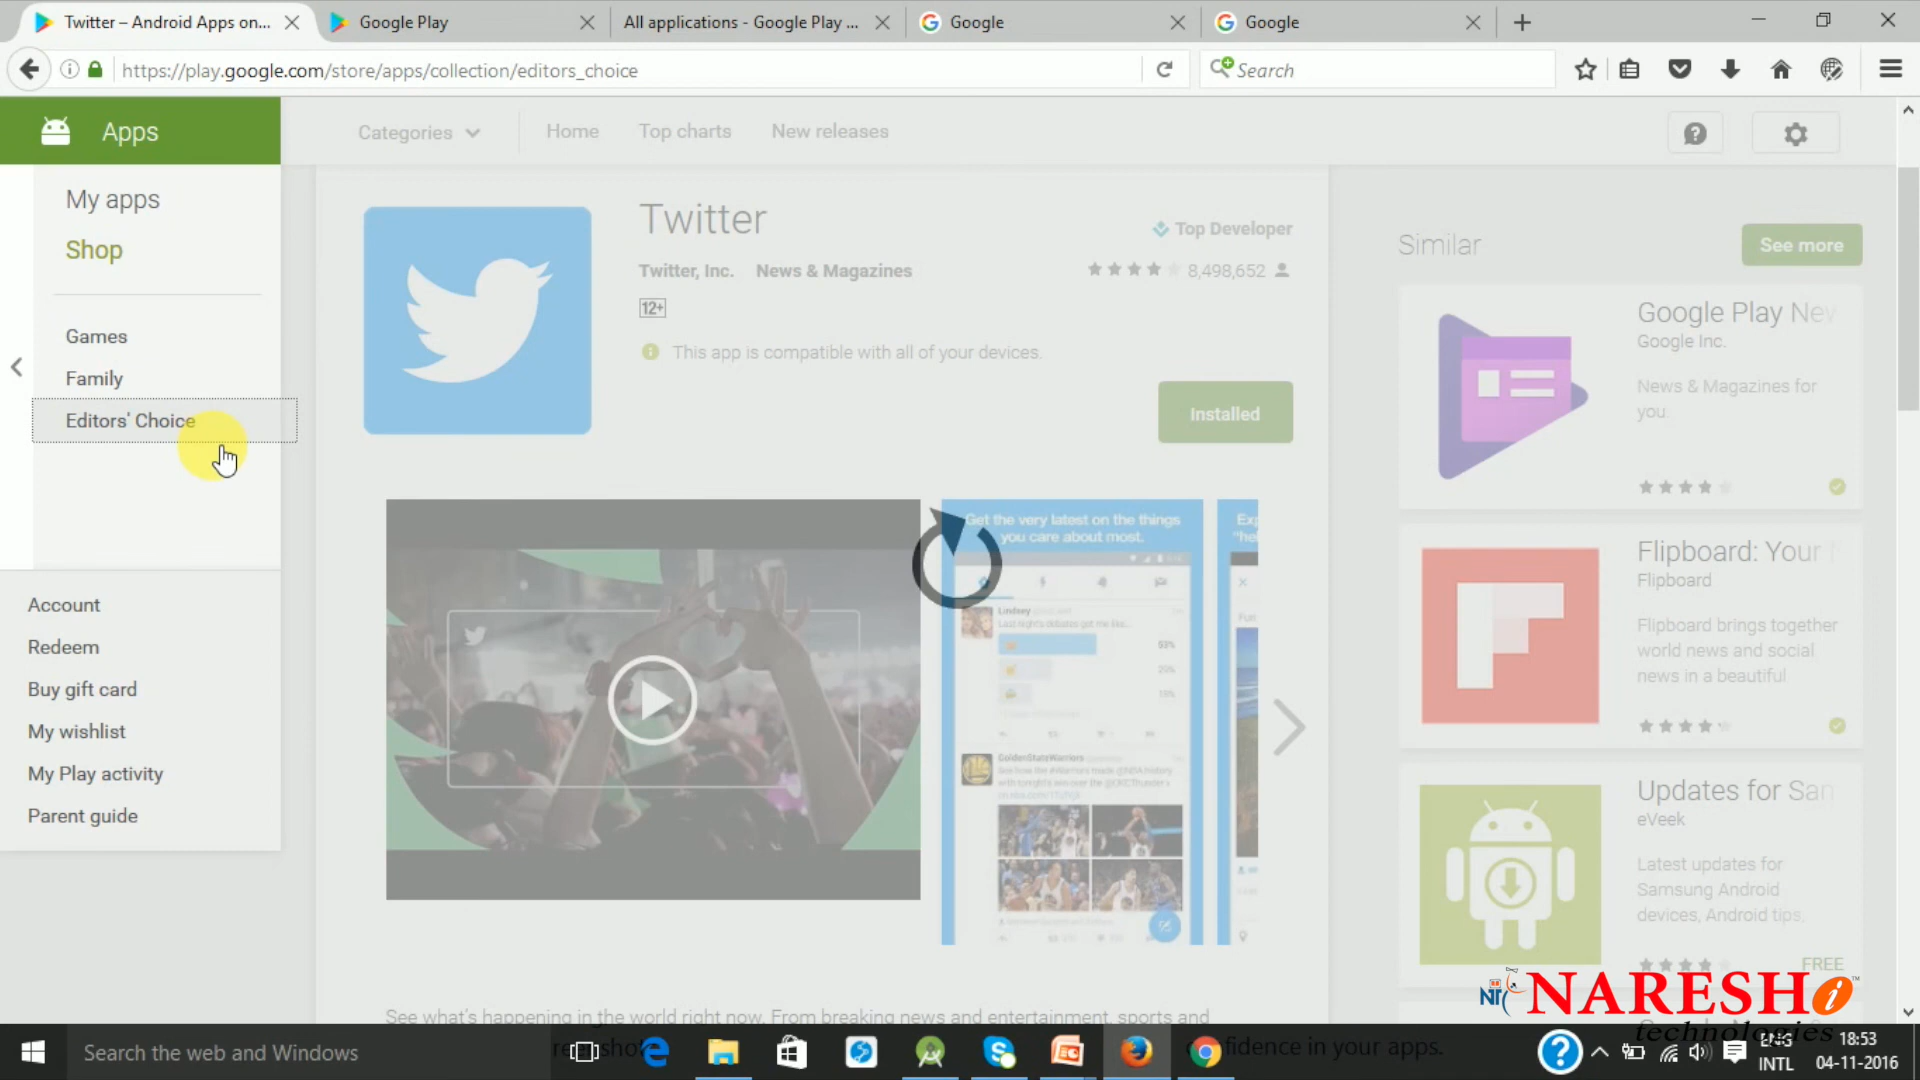 Twitter – Android Apps on...
Google Play
All applications - Google Play ...
Google
Google
https://play.google.com/store/apps/collection/editors_choice
Search
Apps
Categories
Home
Top charts
New releases
My apps
Shop
Games
Family
Editors' Choice
Account
Redeem
Buy gift card
My wishlist
My Play activity
Parent guide
Twitter
Top Developer
Twitter, Inc. News & Magazines
8,498,652
12+
This app is compatible with all of your devices.
Installed
Get the very latest on the things
you care about most.
Lindsey
53%
GoldenStateWarriors
Similar
See more
Google Play New
Google Inc.
News & Magazines for
you.
Flipboard: Your
Flipboard
Flipboard brings together
world news and social
news in a beautiful
Updates for Sam
eVeek
Latest updates for
Samsung Android
devices, Android tips,
FREE
See what's happening in the world right now. From breaking news and entertainment, sports and
NARESH i
technologies
Search the web and Windows
fidence in your apps.
ENG
INTL
18:53
04-11-2016